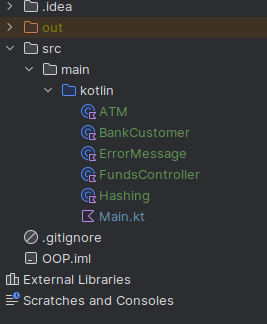 .idea
out
src
main
kotlin
ATM
BankCustomer
ErrorMessage
FundsController
Hashing
Main.kt
.gitignore
OOP.iml
External Libraries
Scratches and Consoles